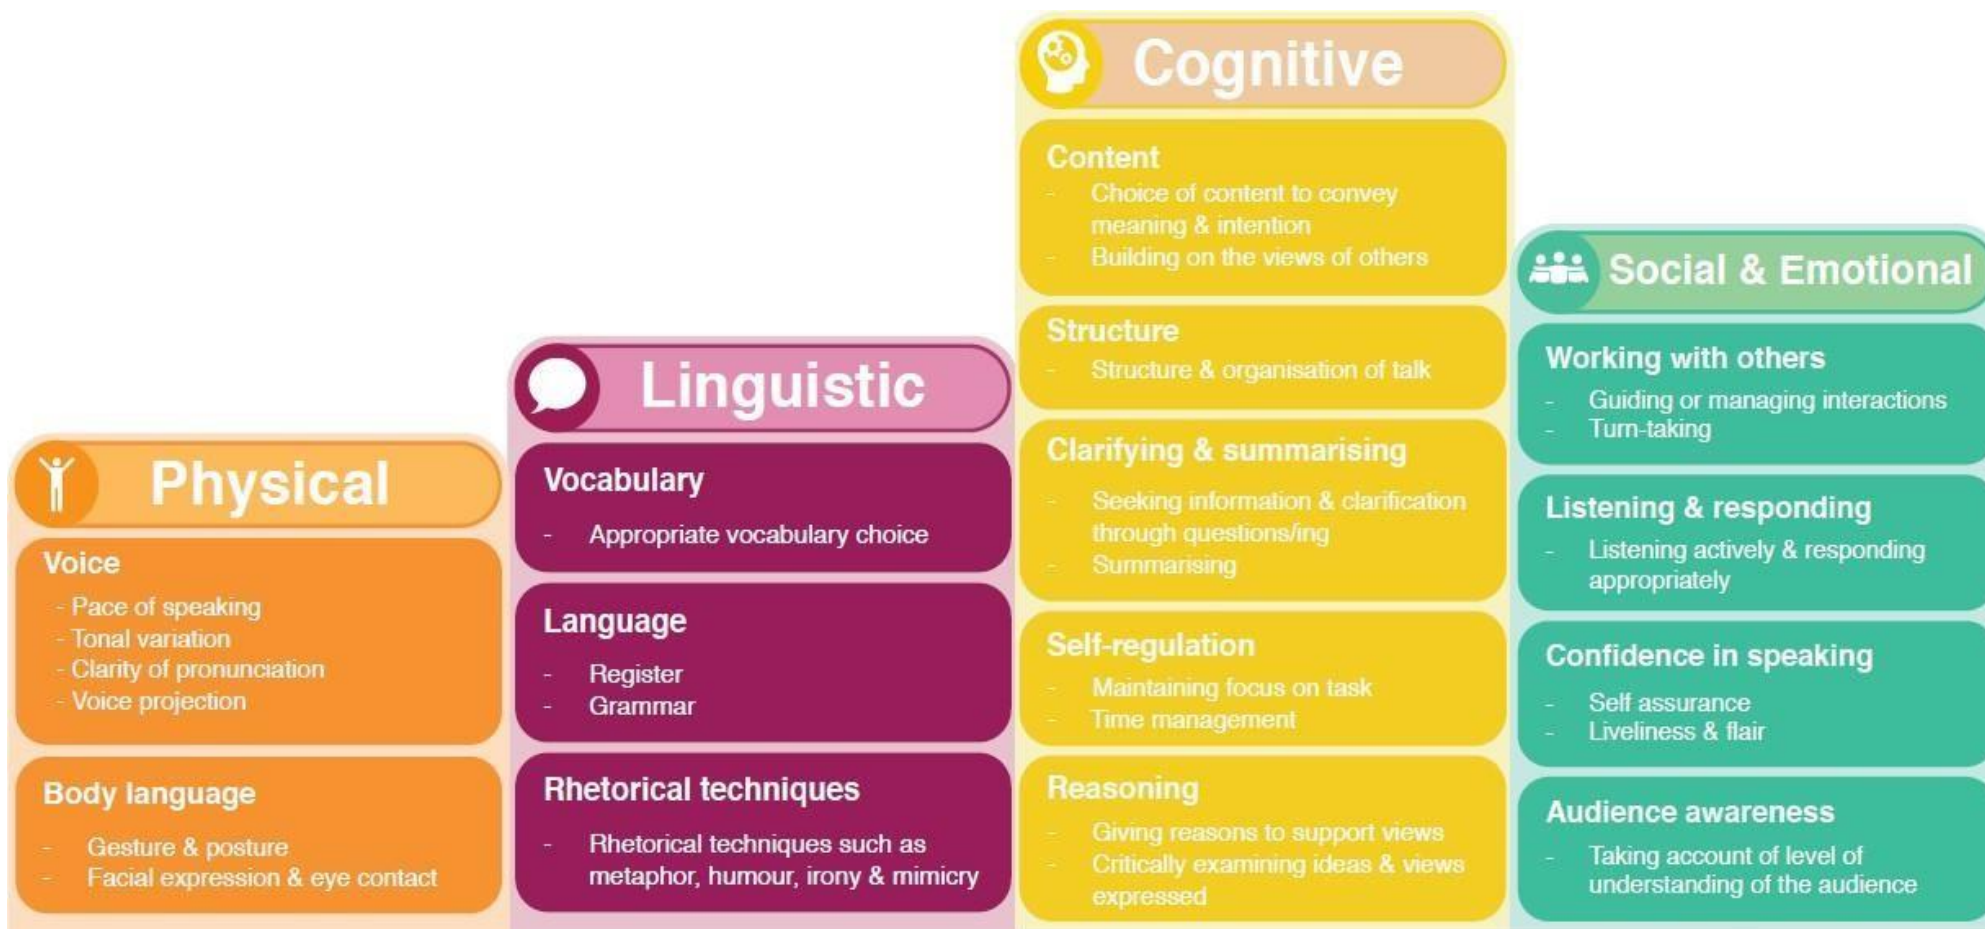 Physical
Voice
- Pace of speaking
- Tonal variation
- Clarity of pronunciation
- Voice projection
Body language
- Gesture & posture
- Facial expression & eye contact
Linguistic
Vocabulary
- Appropriate vocabulary choice
Language
- Register
- Grammar
Rhetorical techniques
- Rhetorical techniques such as
metaphor, humour, irony & mimicry
Cognitive
Content
- Choice of content to convey
meaning & intention
- Building on the views of others
Structure
- Structure & organisation of talk
Clarifying & summarising
- Seeking information & clarification
through questions/ing
- Summarising
Self-regulation
- Maintaining focus on task
- Time management
Reasoning
- Giving reasons to support views
- Critically examining ideas & views
expressed
Social & Emotional
Working with others
- Guiding or managing interactions
- Turn-taking
Listening & responding
- Listening actively & responding
appropriately
Confidence in speaking
- Self assurance
- Liveliness & flair
Audience awareness
- Taking account of level of
understanding of the audience